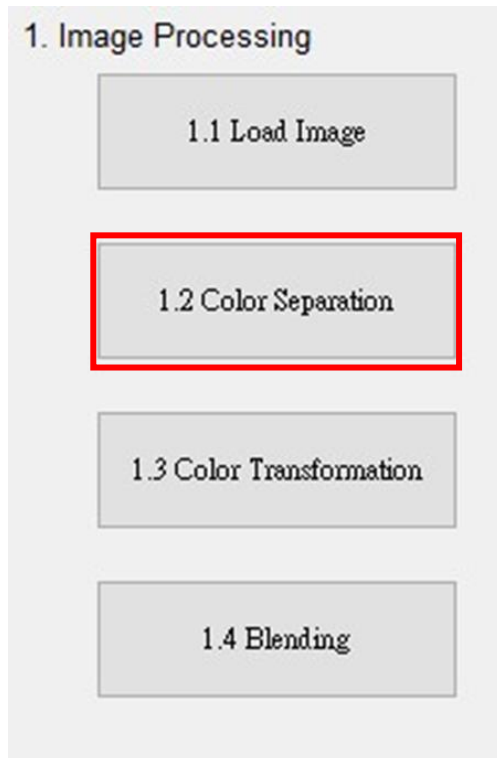 1. Image Processing
1.1 Load Image
1.2 Color Separation
1.3 Color Transformation
1.4 Blending